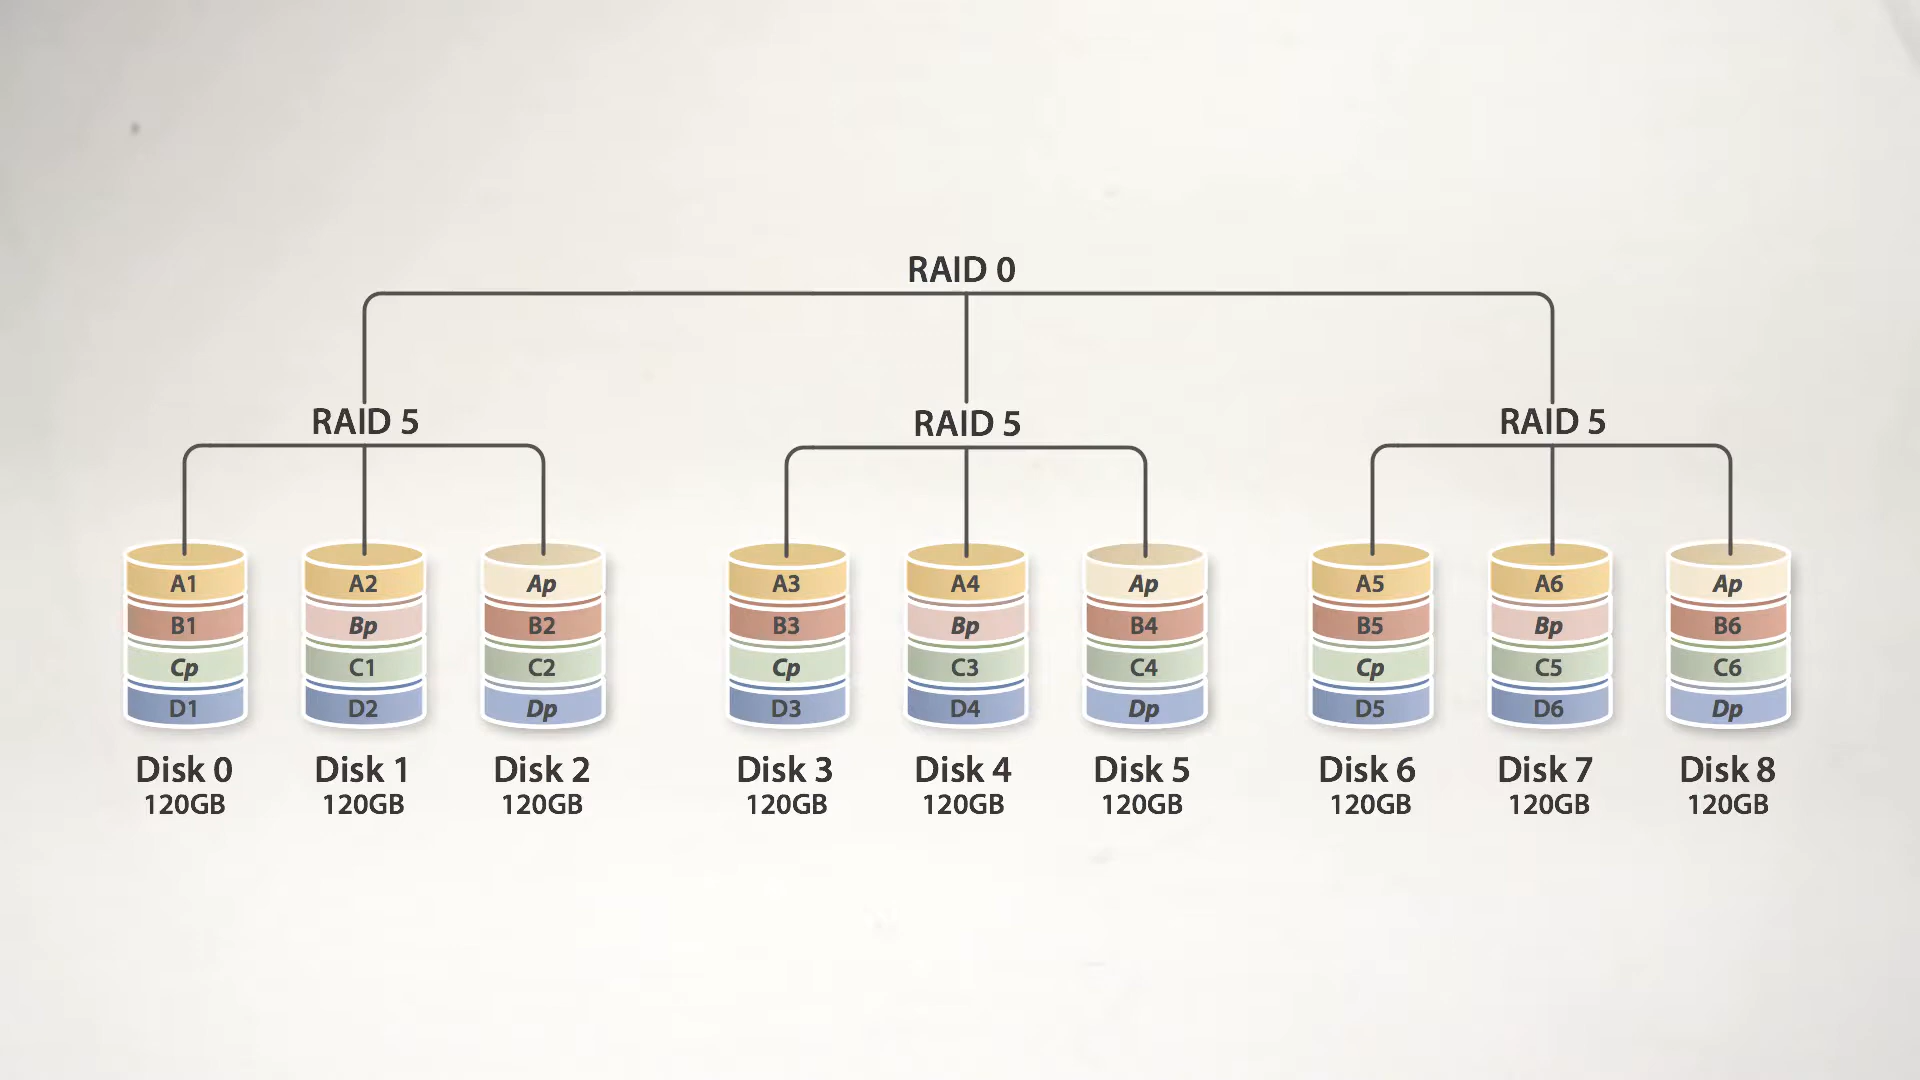 RAID 0
RAID 5 RAID 5 RAID 5
A1 A2 Ap A3 A4 Ap A5 A6 Ap
B1 Bp B2 B3 Bp B4 B5 Bp B6
Cp C1 C2 Cp C3 C4 Cp C5 C6
D1 D2 Dp D3 D4 Dp D5 D6 Dp
Disk 0 Disk 1 Disk 2 Disk 3 Disk 4 Disk 5 Disk 6 Disk 7 Disk 8
120GB 120GB 120GB 120GB 120GB 120GB 120GB 120GB 120GB